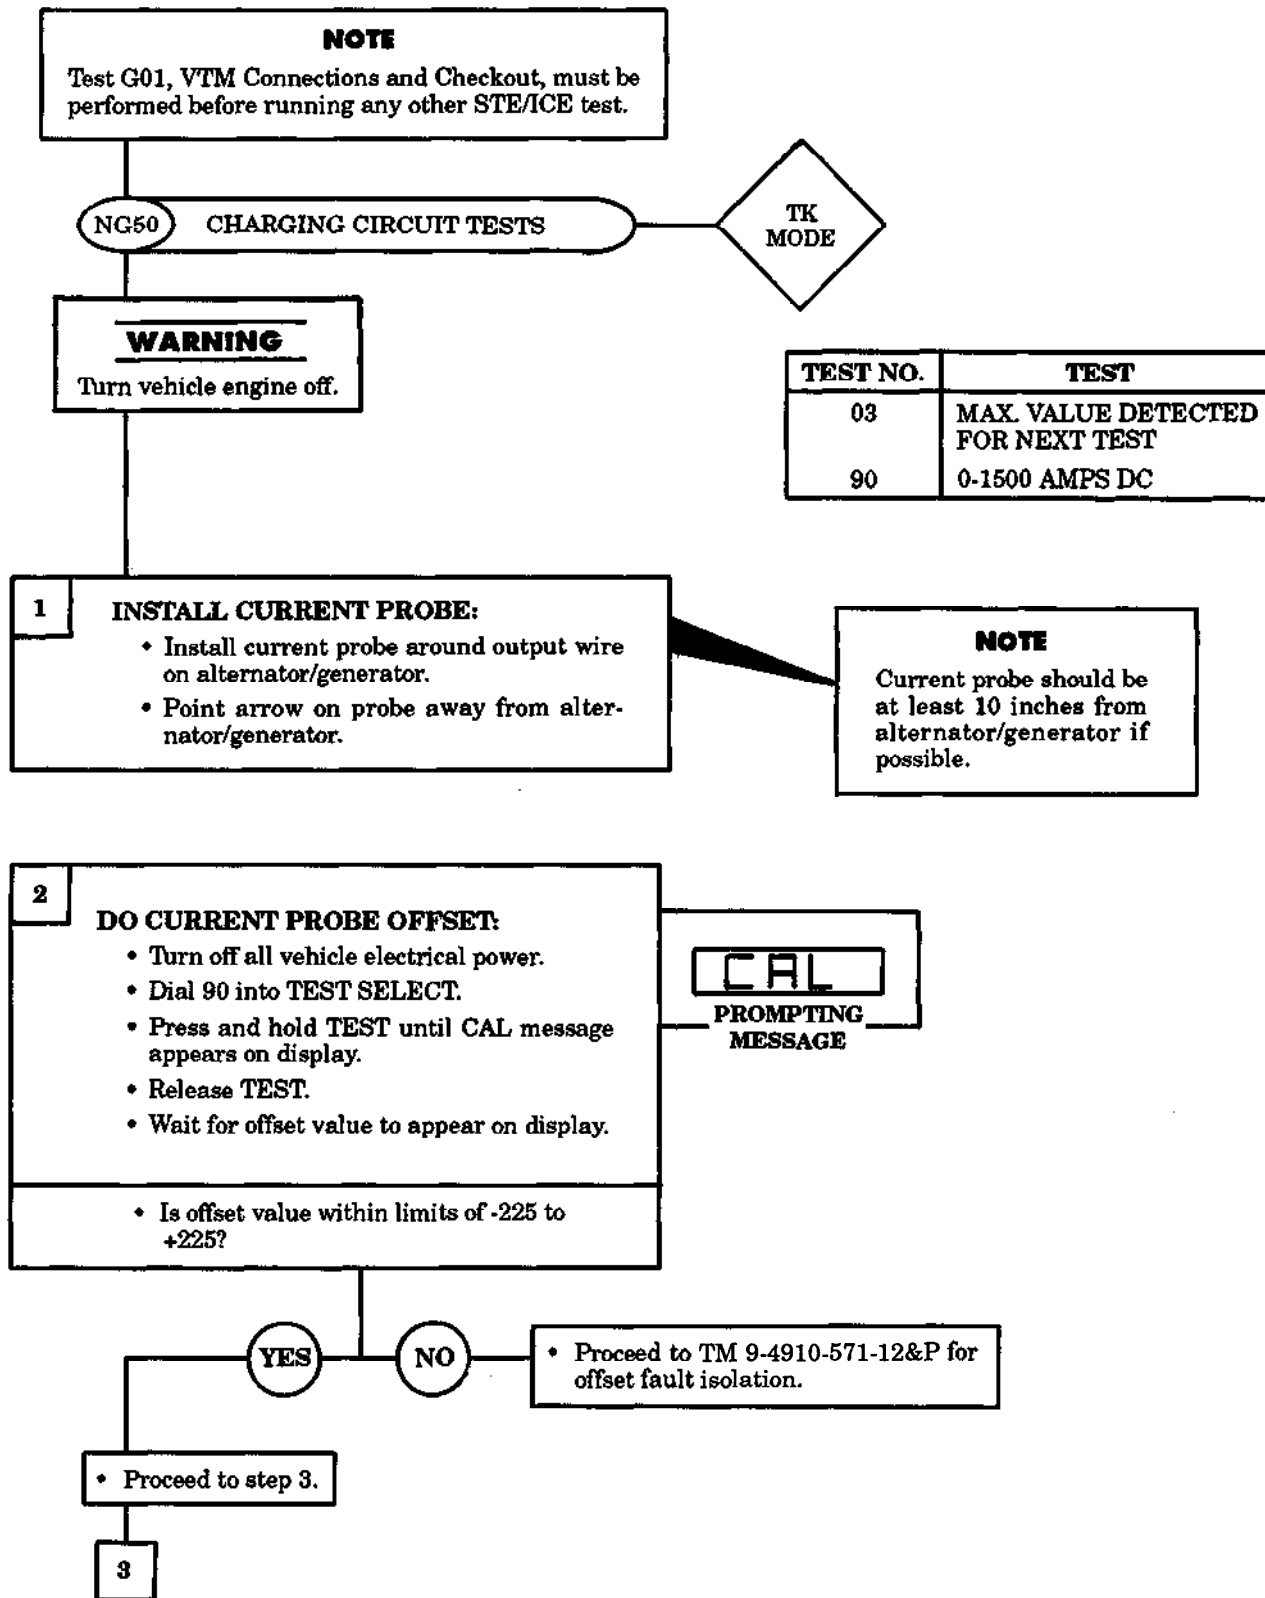 NOTE
Test G01, VTM Connections and Checkout, must be
performed before running any other STE/ICE test.
NG50 CHARGING CIRCUIT TESTS
TK
MODE
WARNING
Turn vehicle engine off.
TEST NO. TEST
03 MAX. VALUE DETECTED
FOR NEXT TEST
90 0-1500 AMPS DC
1 INSTALL CURRENT PROBE:
• Install current probe around output wire
on alternator/generator.
• Point arrow on probe away from alter-
nator/generator.
NOTE
Current probe should be
at least 10 inches from
alternator/generator if
possible.
2
DO CURRENT PROBE OFFSET:
• Turn off all vehicle electrical power.
• Dial 90 into TEST SELECT.
• Press and hold TEST until CAL message
appears on display.
• Release TEST.
• Wait for offset value to appear on display.
CAL
PROMPTING
MESSAGE
• Is offset value within limits of -225 to
+225?
YES NO
• Proceed to TM 9-4910-571-12&P for
offset fault isolation.
• Proceed to step 3.
3